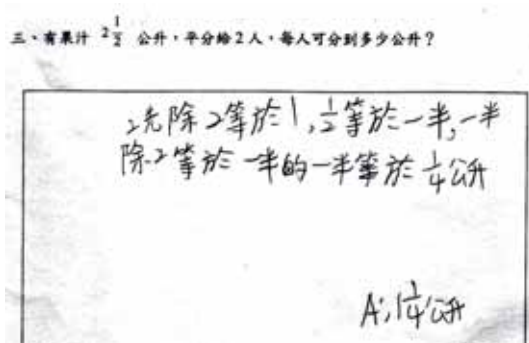 三、有果汁 2½ 公升，平分給2人，每人可分到多少公升？
2先除2等於1，½等於一半，一半
除2等於一半的一半等於 ¼公升
A：1¼公升